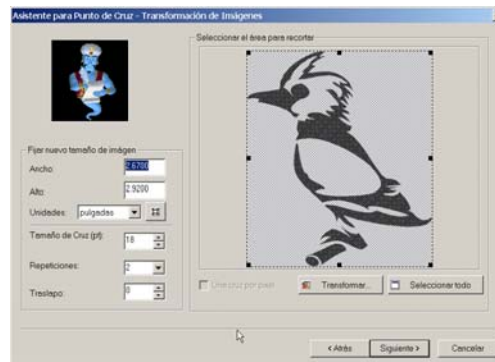 Asistente para Punto de Cruz - Transformación de Imágenes
Seleccionar el área para recortar
Fijar nuevo tamaño de imágen
Ancho: 2.6700
Alto: 2.9200
Unidades: pulgadas
Tamaño de Cruz (pt): 18
Repeticiones: 2
Traslapo: 0
Una cruz por pixel
Transformar...
Seleccionar todo
< Atrás
Siguiente >
Cancelar